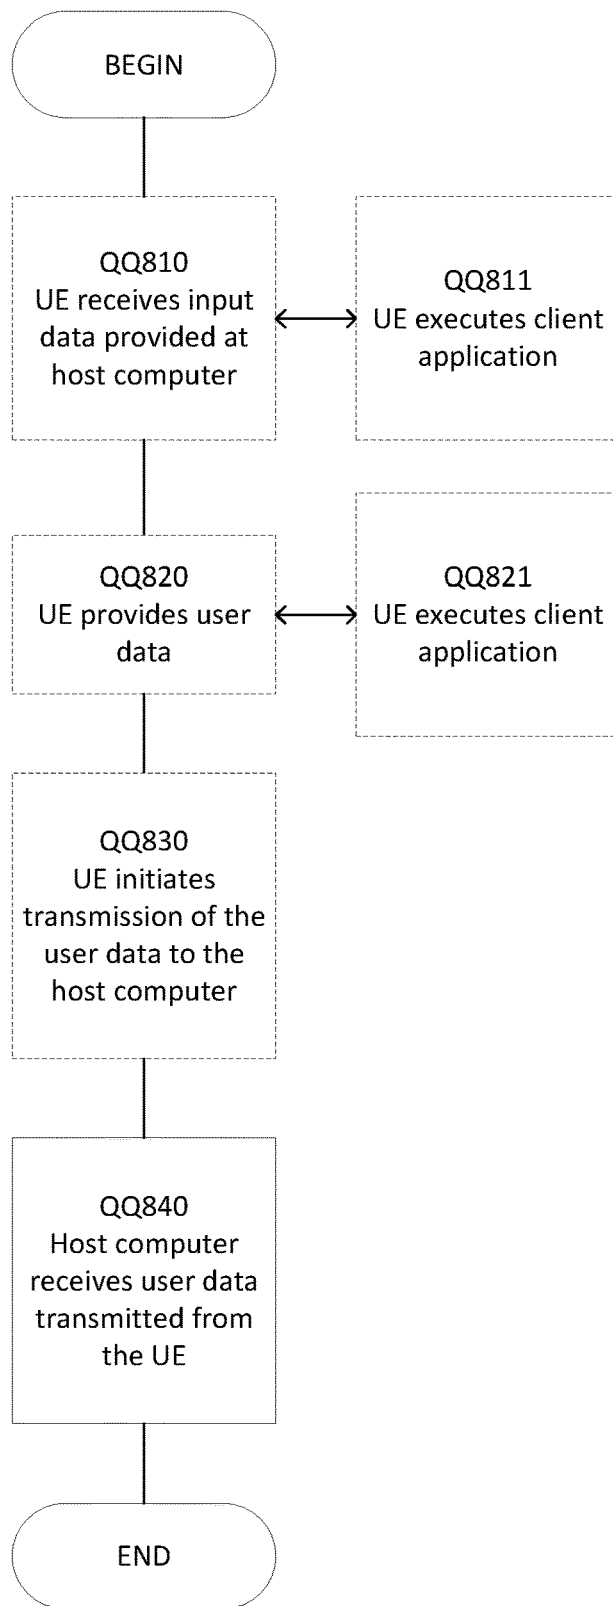 BEGIN
QQ810
UE receives input
data provided at
host computer
QQ811
UE executes client
application
QQ820
UE provides user
data
QQ821
UE executes client
application
QQ830
UE initiates
transmission of the
user data to the
host computer
QQ840
Host computer
receives user data
transmitted from
the UE
END